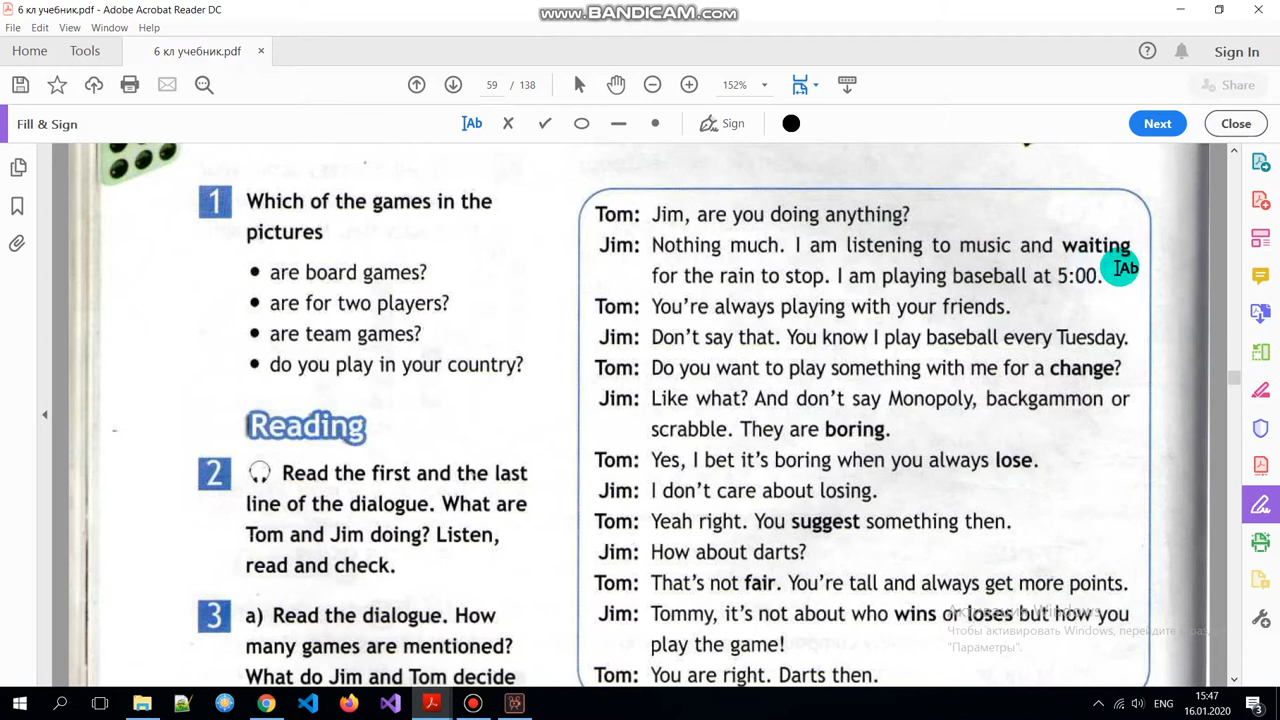 6 кл учебник.pdf - Adobe Acrobat Reader DC
WWW.BANDICAM.COM
File Edit View Window Help
Home Tools 6 кл учебник.pdf × Sign In
59 / 138 152% Share
Fill & Sign Ab Sign Next Close
1 Which of the games in the
pictures
• are board games?
• are for two players?
• are team games?
• do you play in your country?
Reading
2 Read the first and the last
line of the dialogue. What are
Tom and Jim doing? Listen,
read and check.
3 a) Read the dialogue. How
many games are mentioned?
What do Jim and Tom decide
Tom: Jim, are you doing anything?
Jim: Nothing much. I am listening to music and waiting
for the rain to stop. I am playing baseball at 5:00.
Ab
Tom: You're always playing with your friends.
Jim: Don't say that. You know I play baseball every Tuesday.
Tom: Do you want to play something with me for a change?
Jim: Like what? And don't say Monopoly, backgammon or
scrabble. They are boring.
Tom: Yes, I bet it's boring when you always lose.
Jim: I don't care about losing.
Tom: Yeah right. You suggest something then.
Jim: How about darts?
Tom: That's not fair. You're tall and always get more points.
Jim: Tommy, it's not about who wins or loses but how you
play the game!
Tom: You are right. Darts then.
Активация Windows
Чтобы активировать Windows, перейдите в раздел
"Параметры".
ENG
15:47
16.01.2020
3